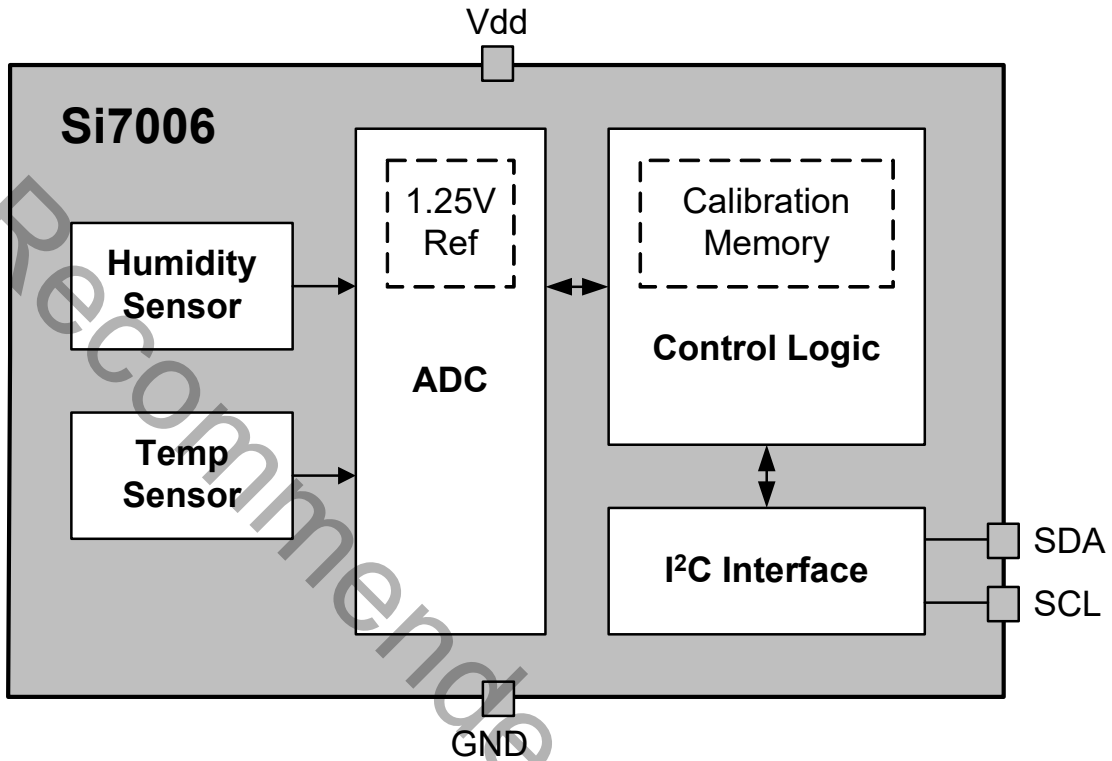 Vdd
Si7006
1.25V
Ref
Calibration
Memory
Humidity
Sensor
Control Logic
ADC
Temp
Sensor
I²C Interface
SDA
SCL
GND
Recommende